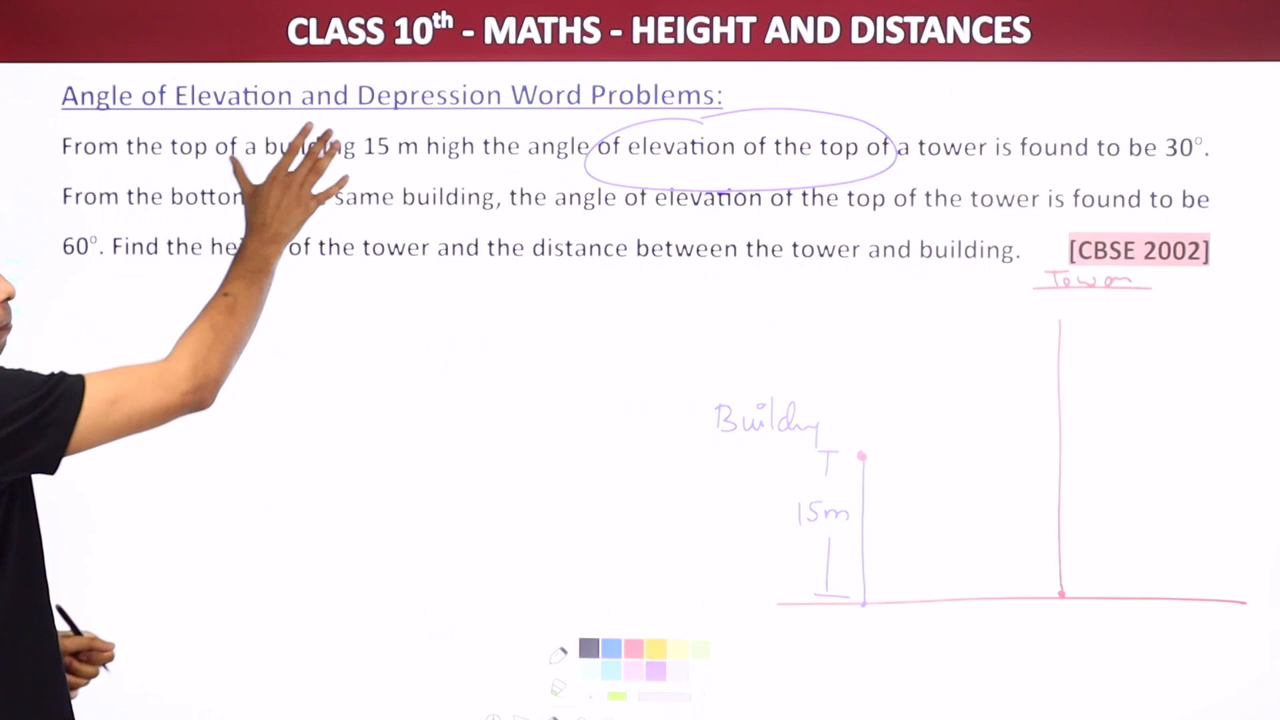 CLASS 10th - MATHS - HEIGHT AND DISTANCES
Angle of Elevation and Depression Word Problems:
From the top of a building 15 m high the angle of elevation of the top of a tower is found to be 30°.
From the bottom same building, the angle of elevation of the top of the tower is found to be
60°. Find the of the tower and the distance between the tower and building. [CBSE 2002]
Tower
Building
15m